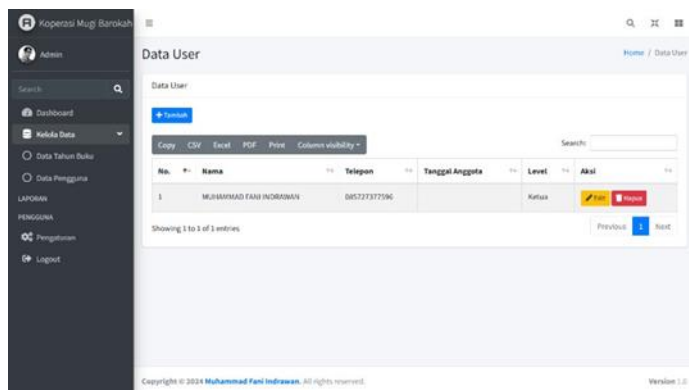 Koperasi Mugi Barokah
Admin
Search
Dashboard
Kelola Data
Data Tahun Buku
Data Pengguna
LAPORAN
PENGGUNA
Pengaturan
Logout
Data User
Home / Data User
Data User
+ Tambah
Copy CSV Excel PDF Print Column visibility
Search:
No. Nama Telepon Tanggal Anggota Level Aksi
1 MUHAMMAD FANI INDRAWAN 085727377596 Ketua Edit Hapus
Showing 1 to 1 of 1 entries
Previous 1 Next
Copyright © 2024 Muhammad Fani Indrawan. All rights reserved.
Version 1.0